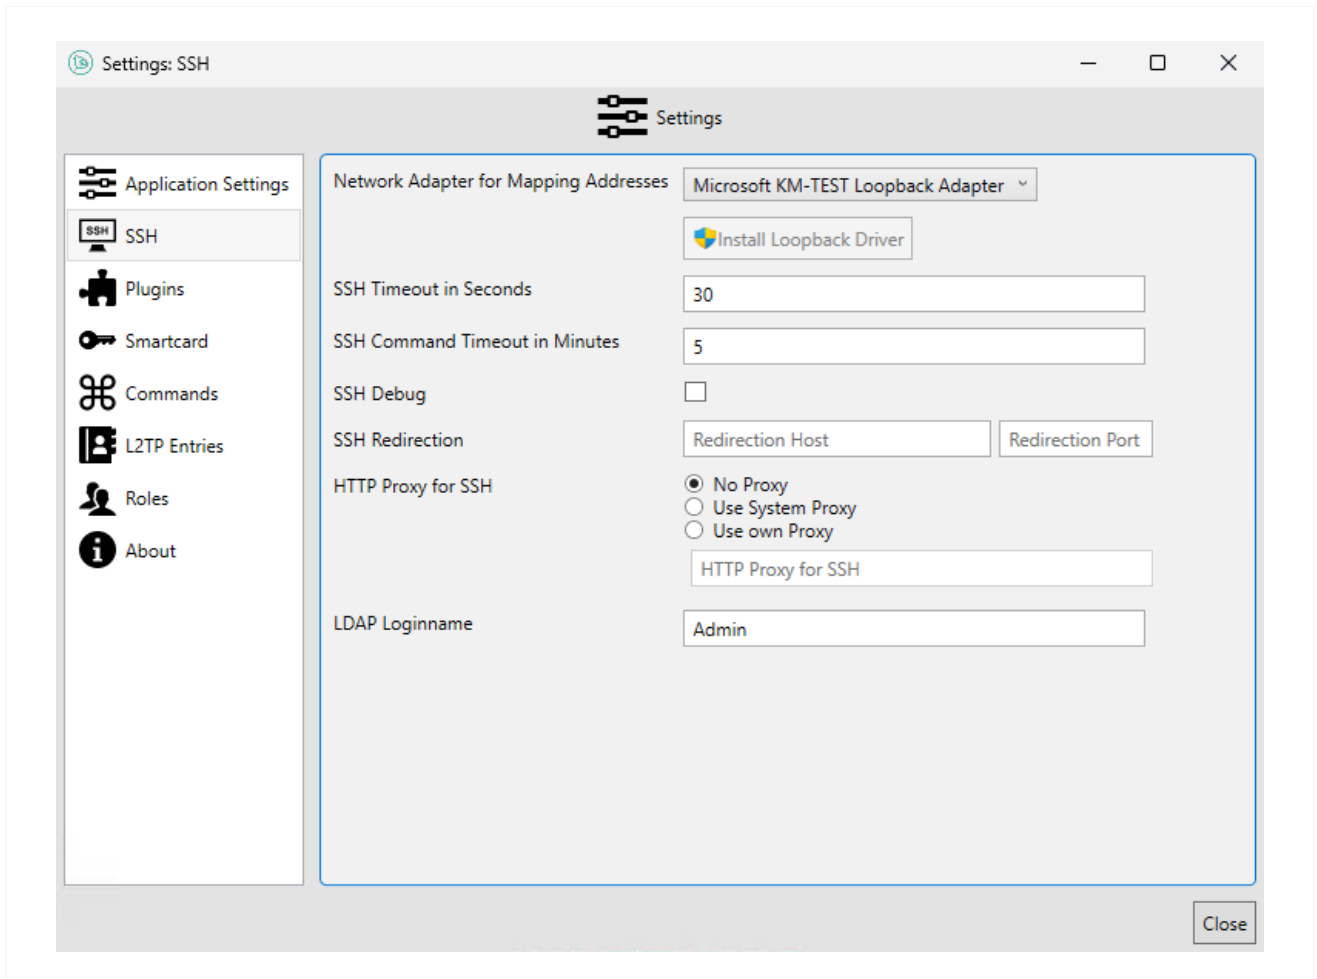 Settings: SSH
Settings
Application Settings
SSH
SSH
Plugins
Smartcard
Commands
L2TP Entries
Roles
About
Network Adapter for Mapping Addresses
Microsoft KM-TEST Loopback Adapter
Install Loopback Driver
SSH Timeout in Seconds
30
SSH Command Timeout in Minutes
5
SSH Debug
SSH Redirection
Redirection Host
Redirection Port
HTTP Proxy for SSH
No Proxy
Use System Proxy
Use own Proxy
HTTP Proxy for SSH
LDAP Loginname
Admin
Close